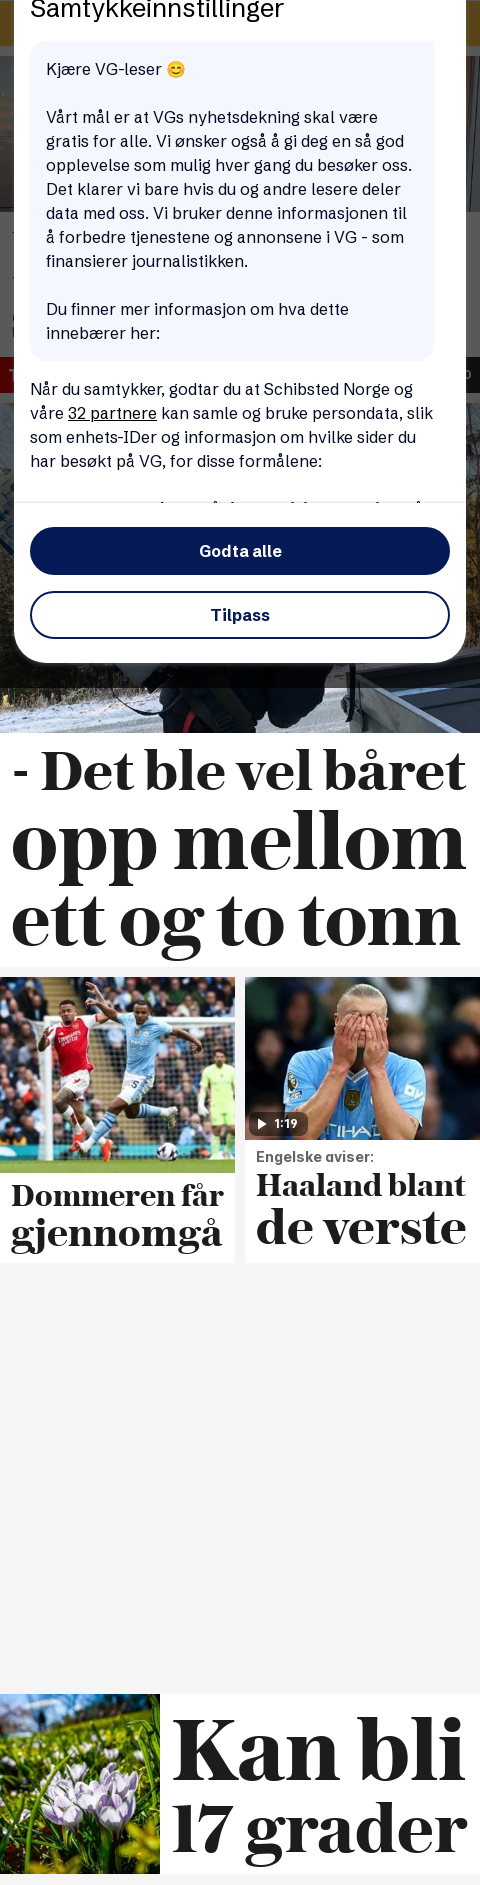 Samtykkeinnstillinger
Kjære VG-leser 😊
Vårt mål er at VGs nyhetsdekning skal være
gratis for alle. Vi ønsker også å gi deg en så god
opplevelse som mulig hver gang du besøker oss.
Det klarer vi bare hvis du og andre lesere deler
data med oss. Vi bruker denne informasjonen til
å forbedre tjenestene og annonsene i VG - som
finansierer journalistikken.
Du finner mer informasjon om hva dette
innebærer her:
Når du samtykker, godtar du at Schibsted Norge og
våre 32 partnere kan samle og bruke persondata, slik
som enhets-IDer og informasjon om hvilke sider du
har besøkt på VG, for disse formålene:
Godta alle
Tilpass
- Det ble vel båret
opp mellom
ett og to tonn
1:19
Engelske aviser:
Dommeren får
gjennomgå
Haaland blant
de verste
Kan bli
17 grader